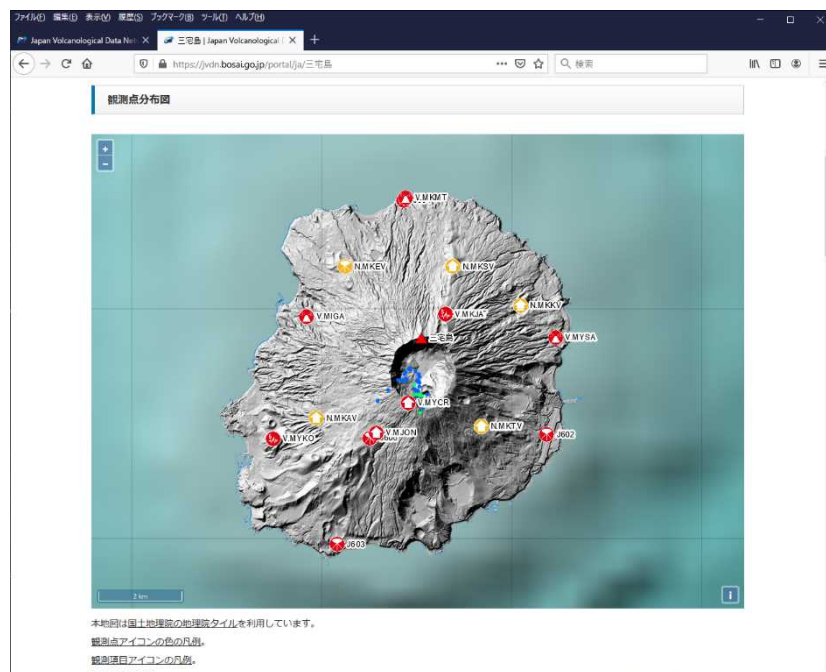 ファイル(F) 編集(E) 表示(V) 履歴(S) ブックマーク(B) ツール(T) ヘルプ(H)
Japan Volcanological Data Net
三宅島 | Japan Volcanological D
https://jvdn.bosai.go.jp/portal/ja/三宅島
検索
観測点分布図
+
-
V.MKMT
N.MKEV
N.MKSV
N.MKKV
V.MIGA
V.MKJA
三宅島
V.MYSA
V.MYCR
N.MKAV
N.MKTV
V.MYKO
V.MJON
J602
J603
2 km
i
本地図は国土地理院の地理院タイルを利用しています。
観測点アイコンの色の凡例。
観測項目アイコンの凡例。